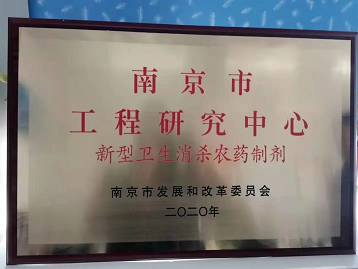 南京市
工程研究中心
新型卫生消杀农药制剂
南京市发展和改革委员会
二〇二〇年